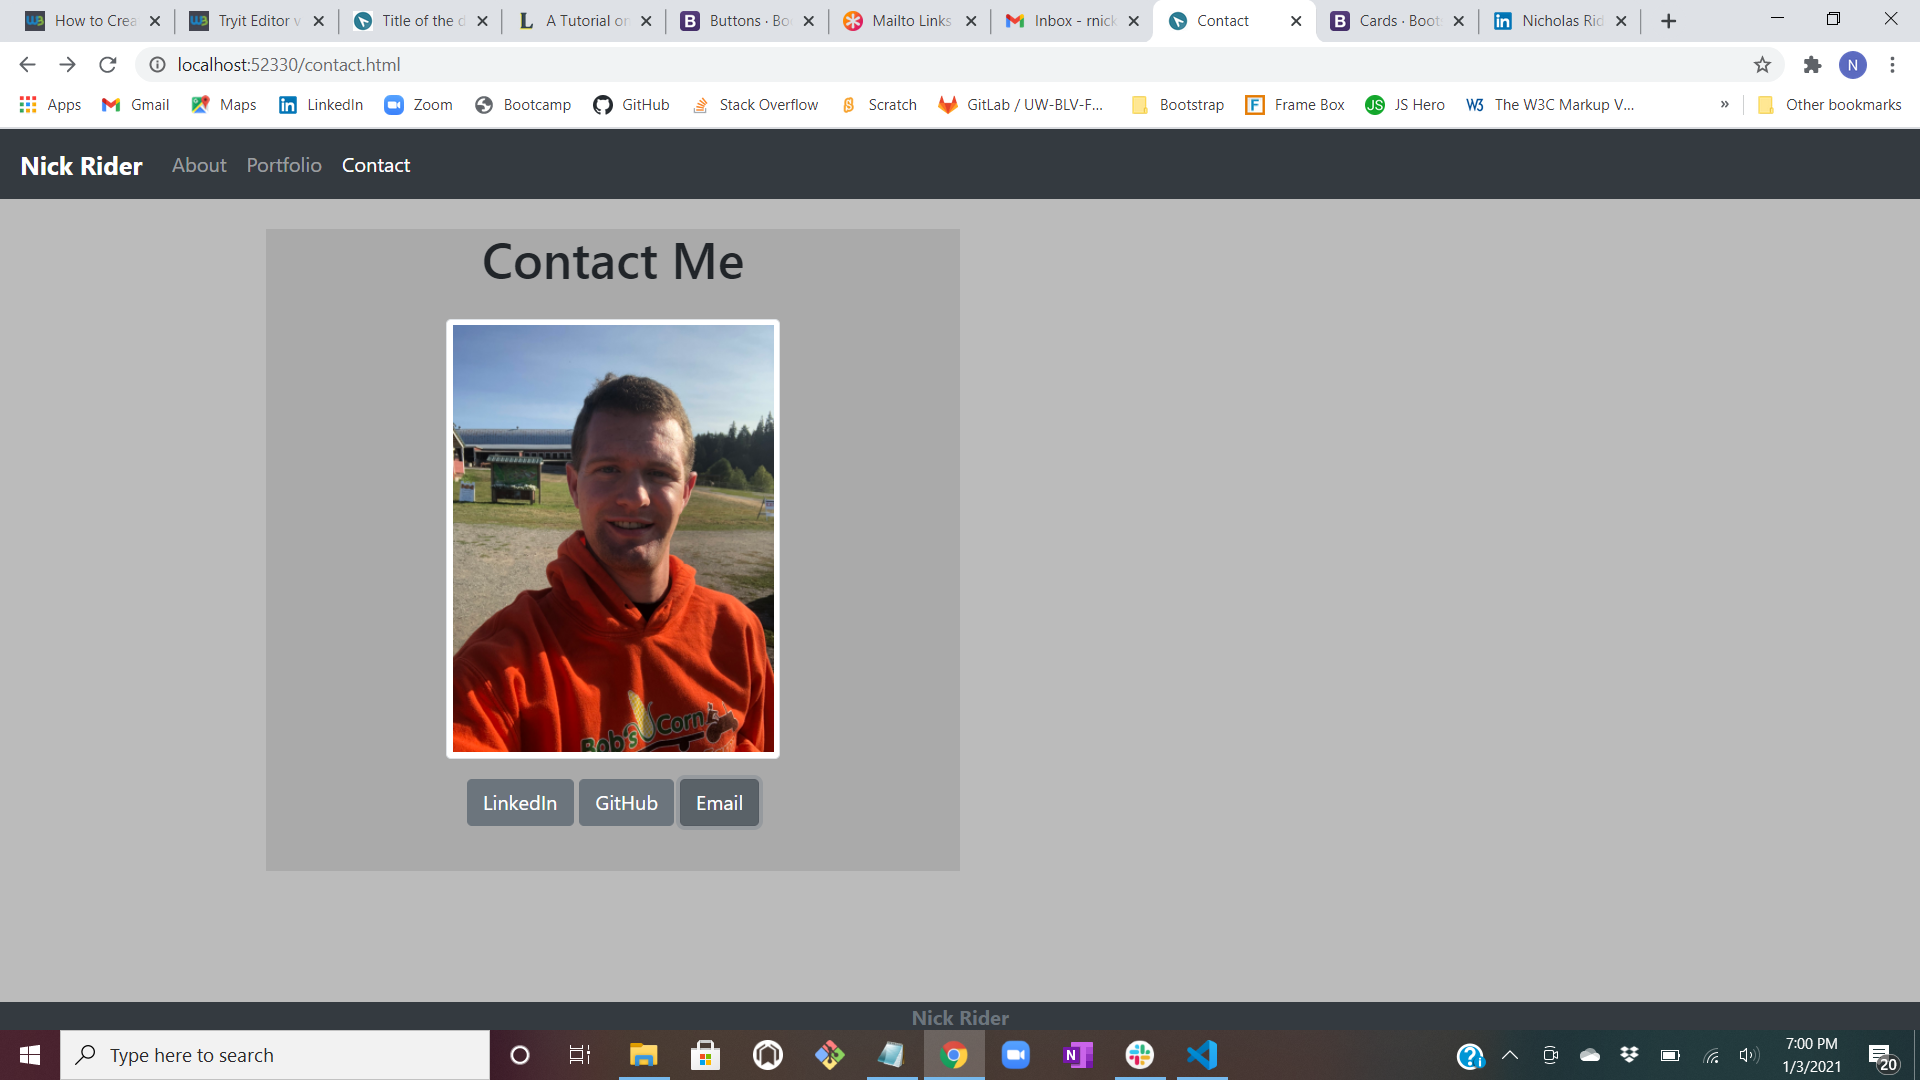 How to Crea
Tryit Editor v
Title of the d
A Tutorial on
Buttons · Bo
Mailto Links
Inbox - rnick
Contact
Cards · Boot
Nicholas Rid
localhost:52330/contact.html
N
Apps
Gmail
Maps
LinkedIn
Zoom
Bootcamp
GitHub
Stack Overflow
Scratch
GitLab / UW-BLV-F...
Bootstrap
Frame Box
JS Hero
The W3C Markup V...
»
Other bookmarks
Nick Rider
About
Portfolio
Contact
Contact Me
Bob's Corn
LinkedIn
GitHub
Email
Nick Rider
Type here to search
7:00 PM
1/3/2021
20